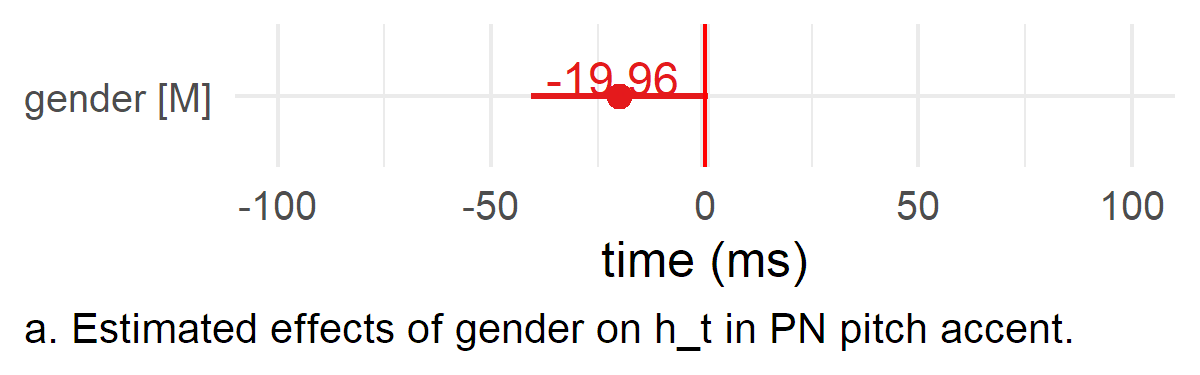 -19.96
gender [M]
-100 -50 0 50 100
time (ms)
a. Estimated effects of gender on h_t in PN pitch accent.